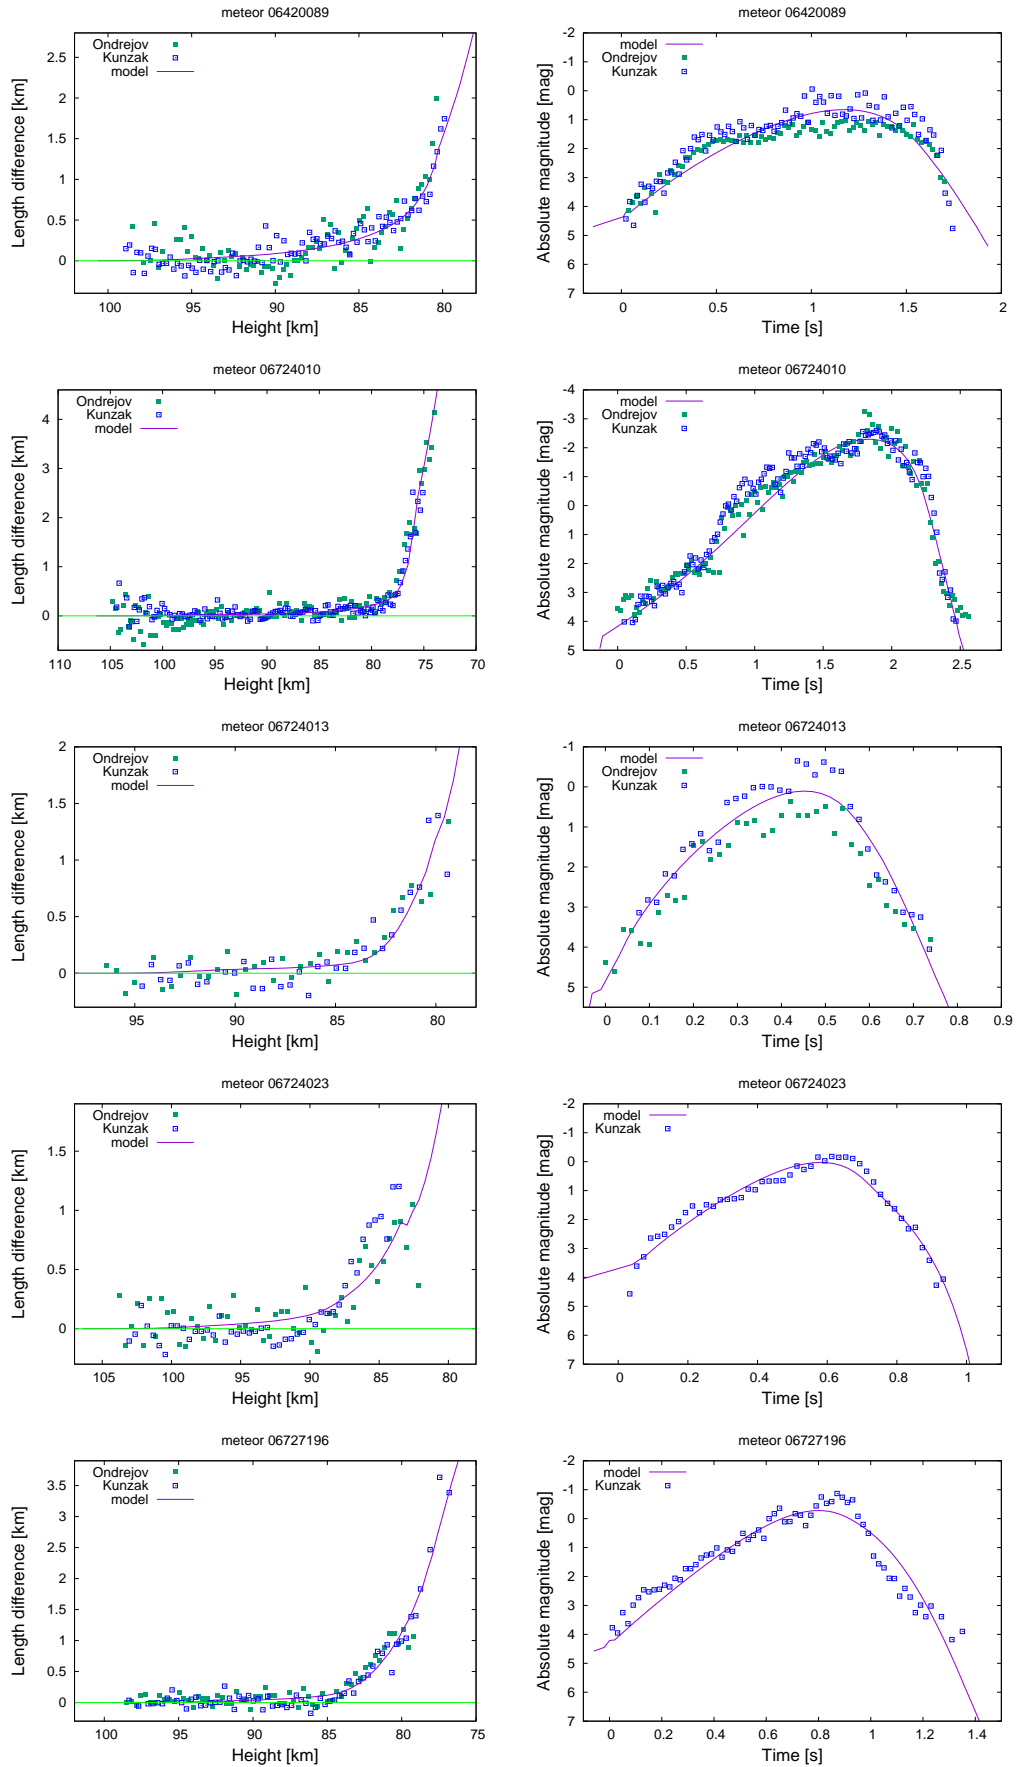 meteor 06420089
Ondrejov
Kunzak
model
Length difference [km]
2.5
2
1.5
1
0.5
0
100 95 90 85 80
Height [km]
meteor 06420089
model
Ondrejov
Kunzak
Absolute magnitude [mag]
-2
-1
0
1
2
3
4
5
6
7
0 0.5 1 1.5 2
Time [s]
meteor 06724010
Ondrejov
Kunzak
model
Length difference [km]
4
3
2
1
0
110 105 100 95 90 85 80 75 70
Height [km]
meteor 06724010
model
Ondrejov
Kunzak
Absolute magnitude [mag]
-4
-3
-2
-1
0
1
2
3
4
5
0 0.5 1 1.5 2 2.5
Time [s]
meteor 06724013
Ondrejov
Kunzak
model
Length difference [km]
2
1.5
1
0.5
0
95 90 85 80
Height [km]
meteor 06724013
model
Ondrejov
Kunzak
Absolute magnitude [mag]
-1
0
1
2
3
4
5
0 0.1 0.2 0.3 0.4 0.5 0.6 0.7 0.8 0.9
Time [s]
meteor 06724023
Ondrejov
Kunzak
model
Length difference [km]
1.5
1
0.5
0
105 100 95 90 85 80
Height [km]
meteor 06724023
model
Kunzak
Absolute magnitude [mag]
-2
-1
0
1
2
3
4
5
6
7
0 0.2 0.4 0.6 0.8 1
Time [s]
meteor 06727196
Ondrejov
Kunzak
model
Length difference [km]
3.5
3
2.5
2
1.5
1
0.5
0
100 95 90 85 80 75
Height [km]
meteor 06727196
model
Kunzak
Absolute magnitude [mag]
-2
-1
0
1
2
3
4
5
6
7
0 0.2 0.4 0.6 0.8 1 1.2 1.4
Time [s]